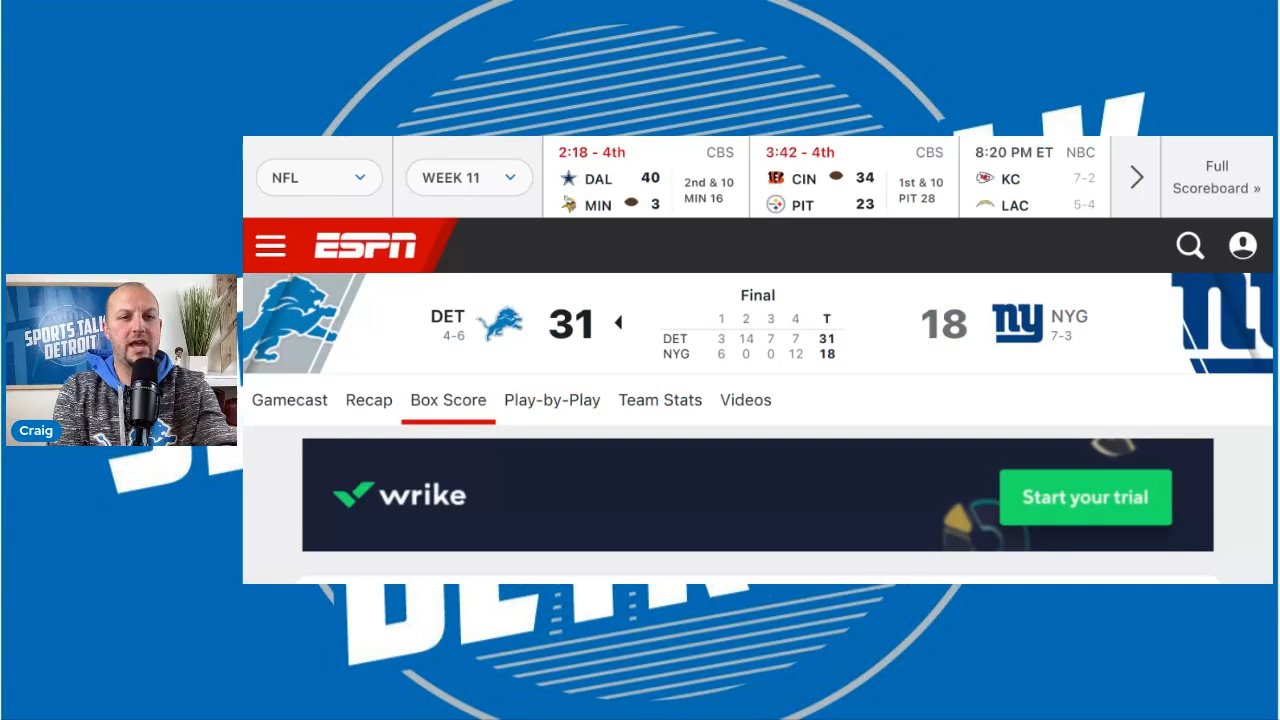 NFL
WEEK 11
2:18 - 4th CBS
DAL 40
MIN 3
2nd & 10
MIN 16
3:42 - 4th CBS
CIN 34
PIT 23
1st & 10
PIT 28
8:20 PM ET NBC
KC 7-2
LAC 5-4
Full
Scoreboard »
ESPN
DET
4-6
31
Final
1 2 3 4 T
DET 3 14 7 7 31
NYG 6 0 0 12 18
18
ny
NYG
7-3
Gamecast Recap Box Score Play-by-Play Team Stats Videos
SPORTS TALK
DETROIT
Craig
wrike
Start your trial